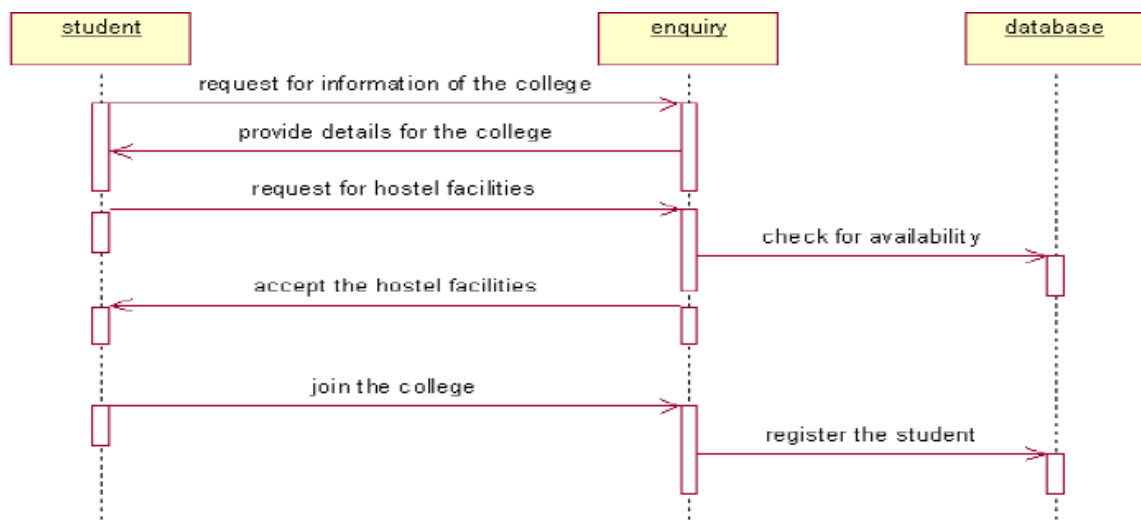 student
enquiry
database
request for information of the college
provide details for the college
request for hostel facilities
check for availability
accept the hostel facilities
join the college
register the student